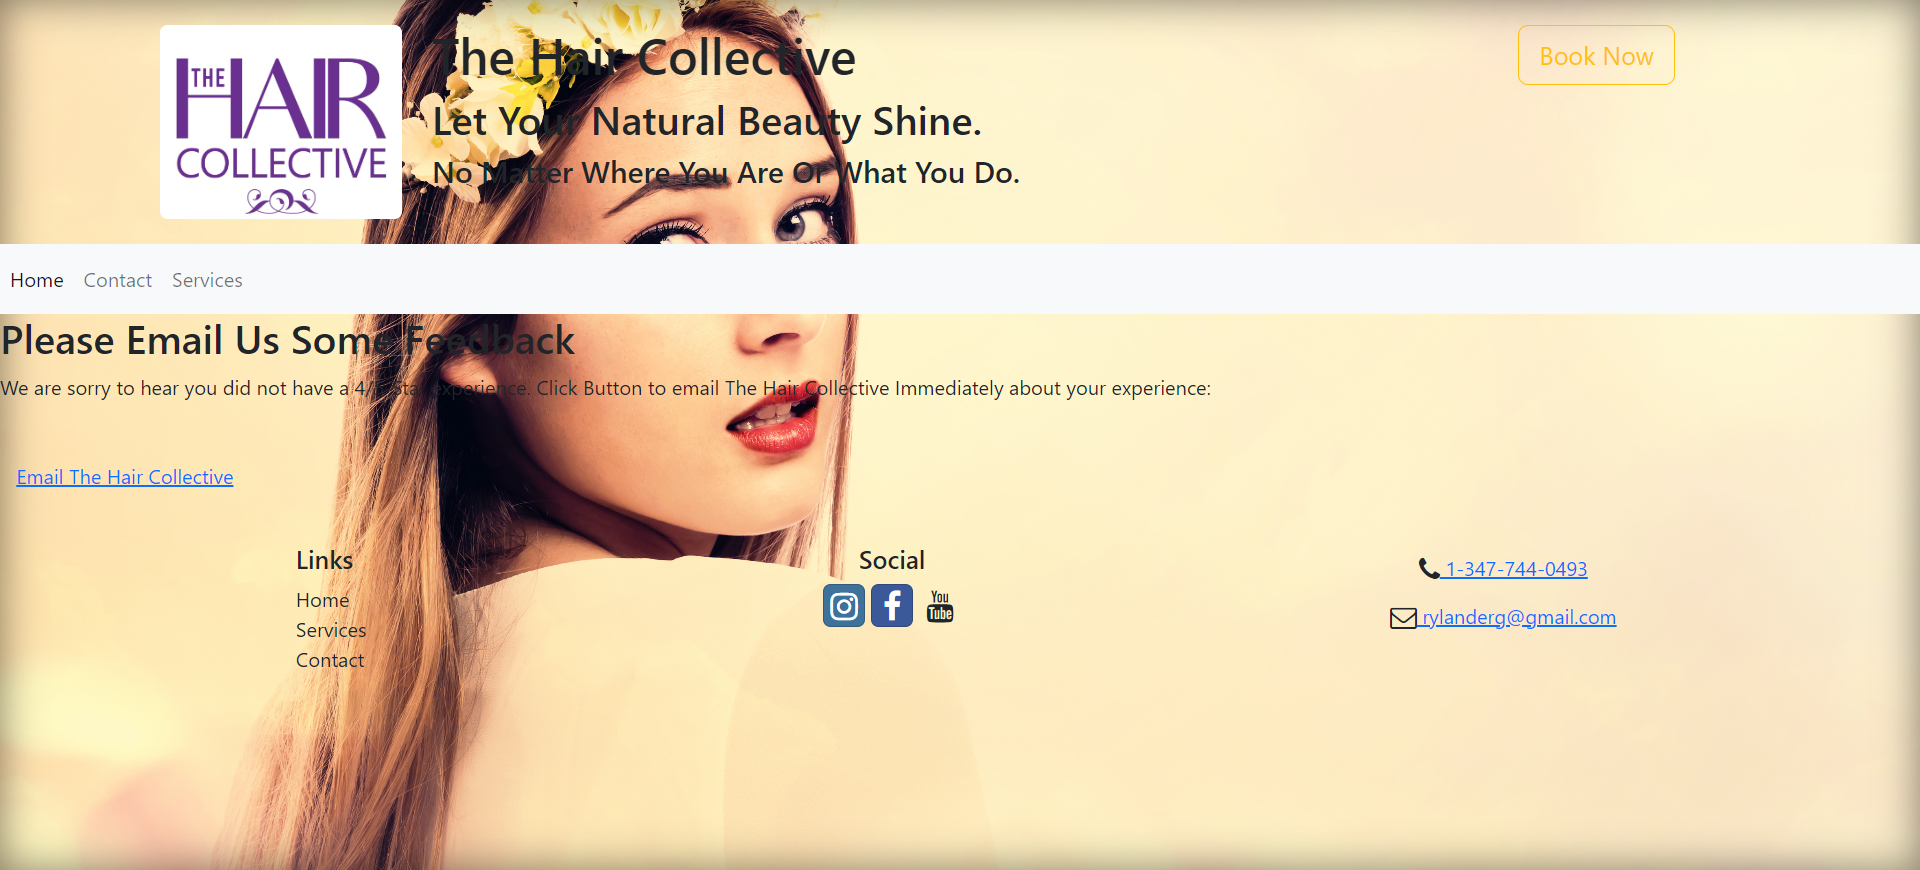 THE HAIR
COLLECTIVE
The Hair Collective
Let Your Natural Beauty Shine.
No Matter Where You Are Or What You Do.
Book Now
Home Contact Services
Please Email Us Some Feedback
We are sorry to hear you did not have a 4/5 Star experience. Click Button to email The Hair Collective Immediately about your experience:
Email The Hair Collective
Links
Home
Services
Contact
Social
You
Tube
1-347-744-0493
rylanderg@gmail.com